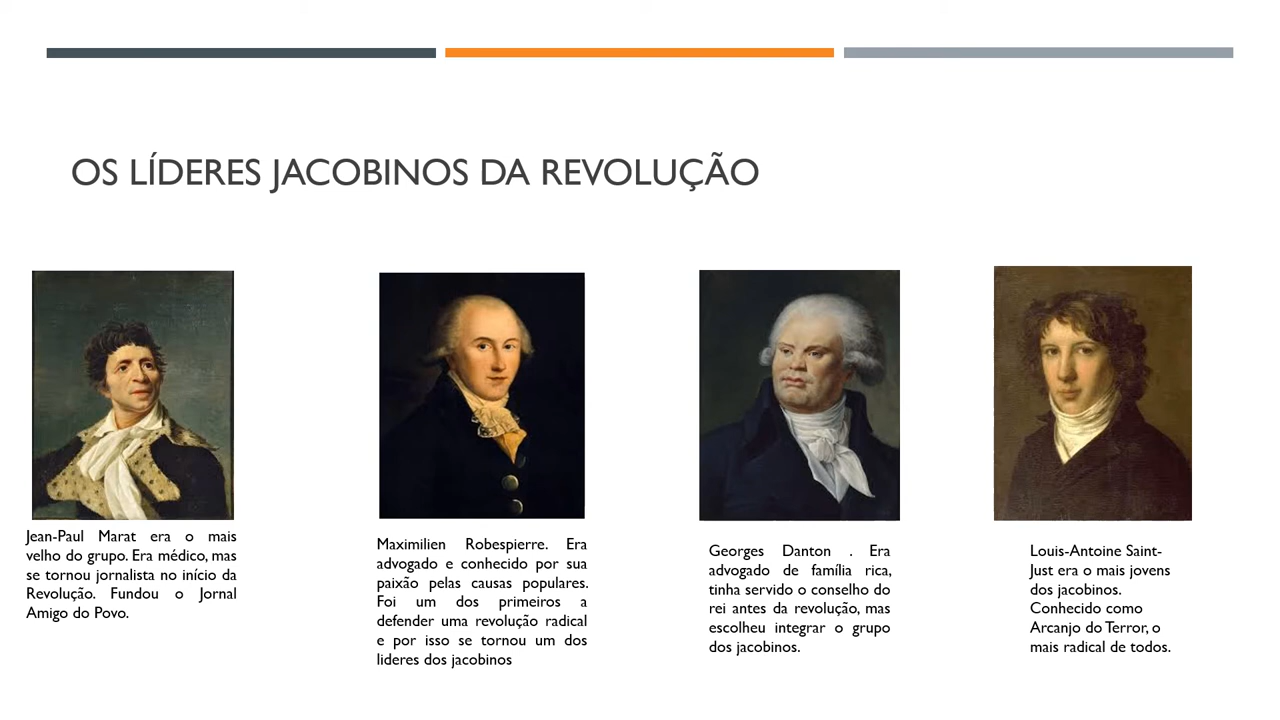 OS LÍDERES JACOBINOS DA REVOLUÇÃO
Jean-Paul Marat era o mais
velho do grupo. Era médico, mas
se tornou jornalista no início da
Revolução. Fundou o Jornal
Amigo do Povo.
Maximilien Robespierre. Era
advogado e conhecido por sua
paixão pelas causas populares.
Foi um dos primeiros a
defender uma revolução radical
e por isso se tornou um dos
lideres dos jacobinos
Georges Danton . Era
advogado de família rica,
tinha servido o conselho do
rei antes da revolução, mas
escolheu integrar o grupo
dos jacobinos.
Louis-Antoine Saint-
Just era o mais jovens
dos jacobinos.
Conhecido como
Arcanjo do Terror, o
mais radical de todos.